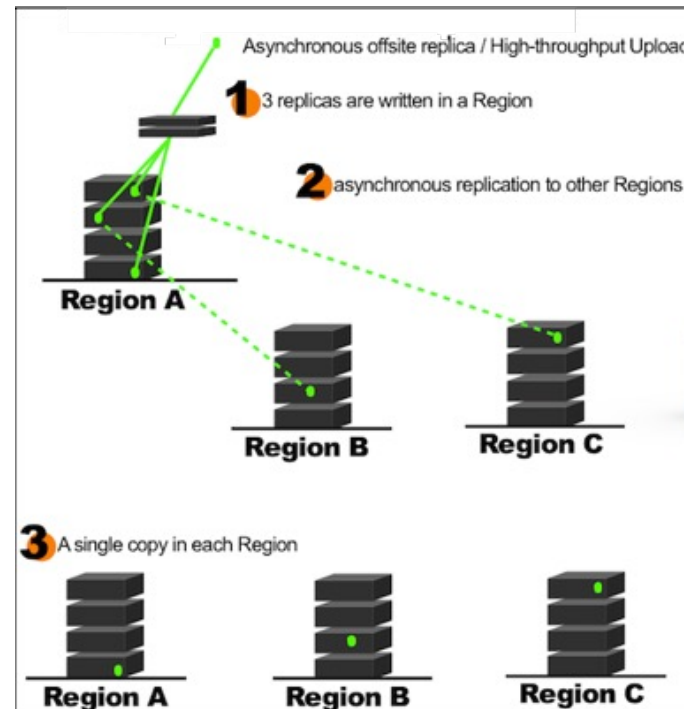 Asynchronous offsite replica / High-throughput Upload
1 3 replicas are written in a Region
2 asynchronous replication to other Regions
Region A
Region B
Region C
3 A single copy in each Region
Region A
Region B
Region C